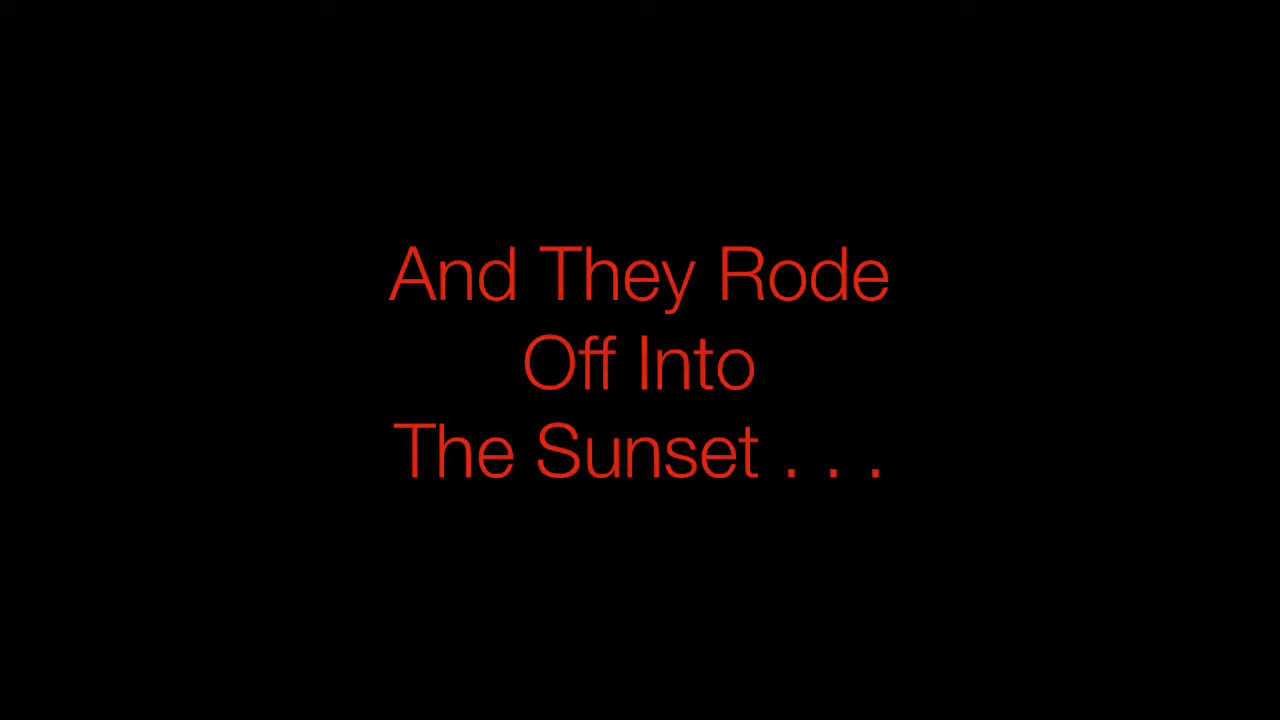 And They Rode
Off Into
The Sunset . . .